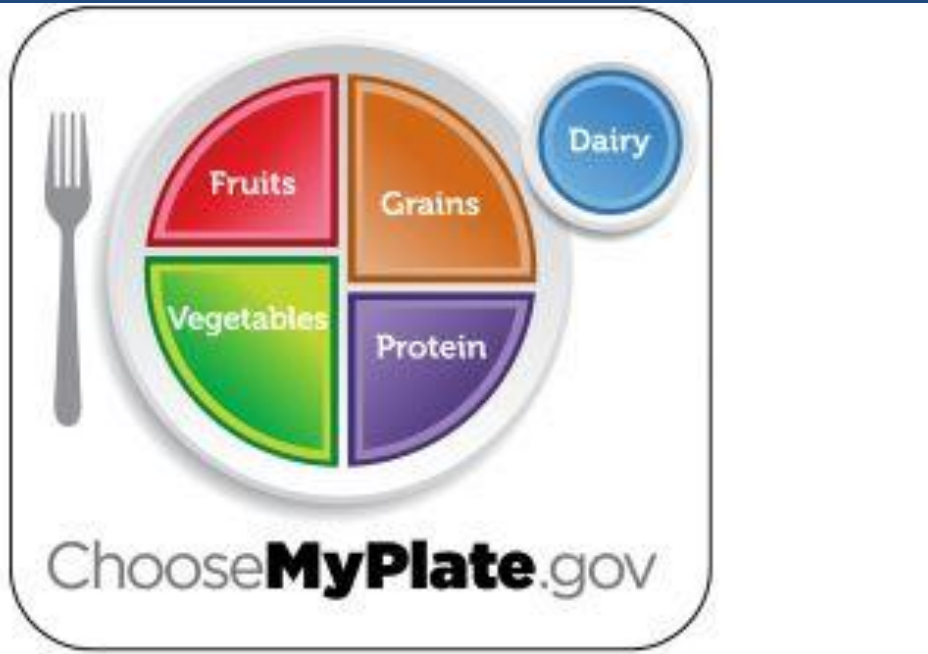 Fruits
Grains
Dairy
Vegetables
Protein
ChooseMyPlate.gov